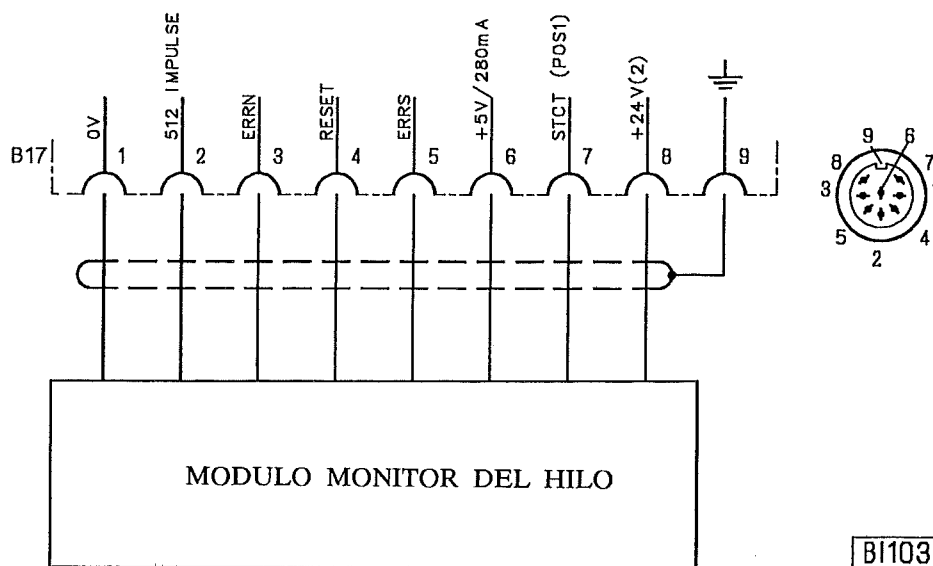 0V
512 IMPULSE
ERRN
RESET
ERRS
+5V/280mA
STCT (POS1)
+24V(2)
B17 1 2 3 4 5 6 7 8 9
9 6
8 7
3
5 4
2
MODULO MONITOR DEL HILO
BI103